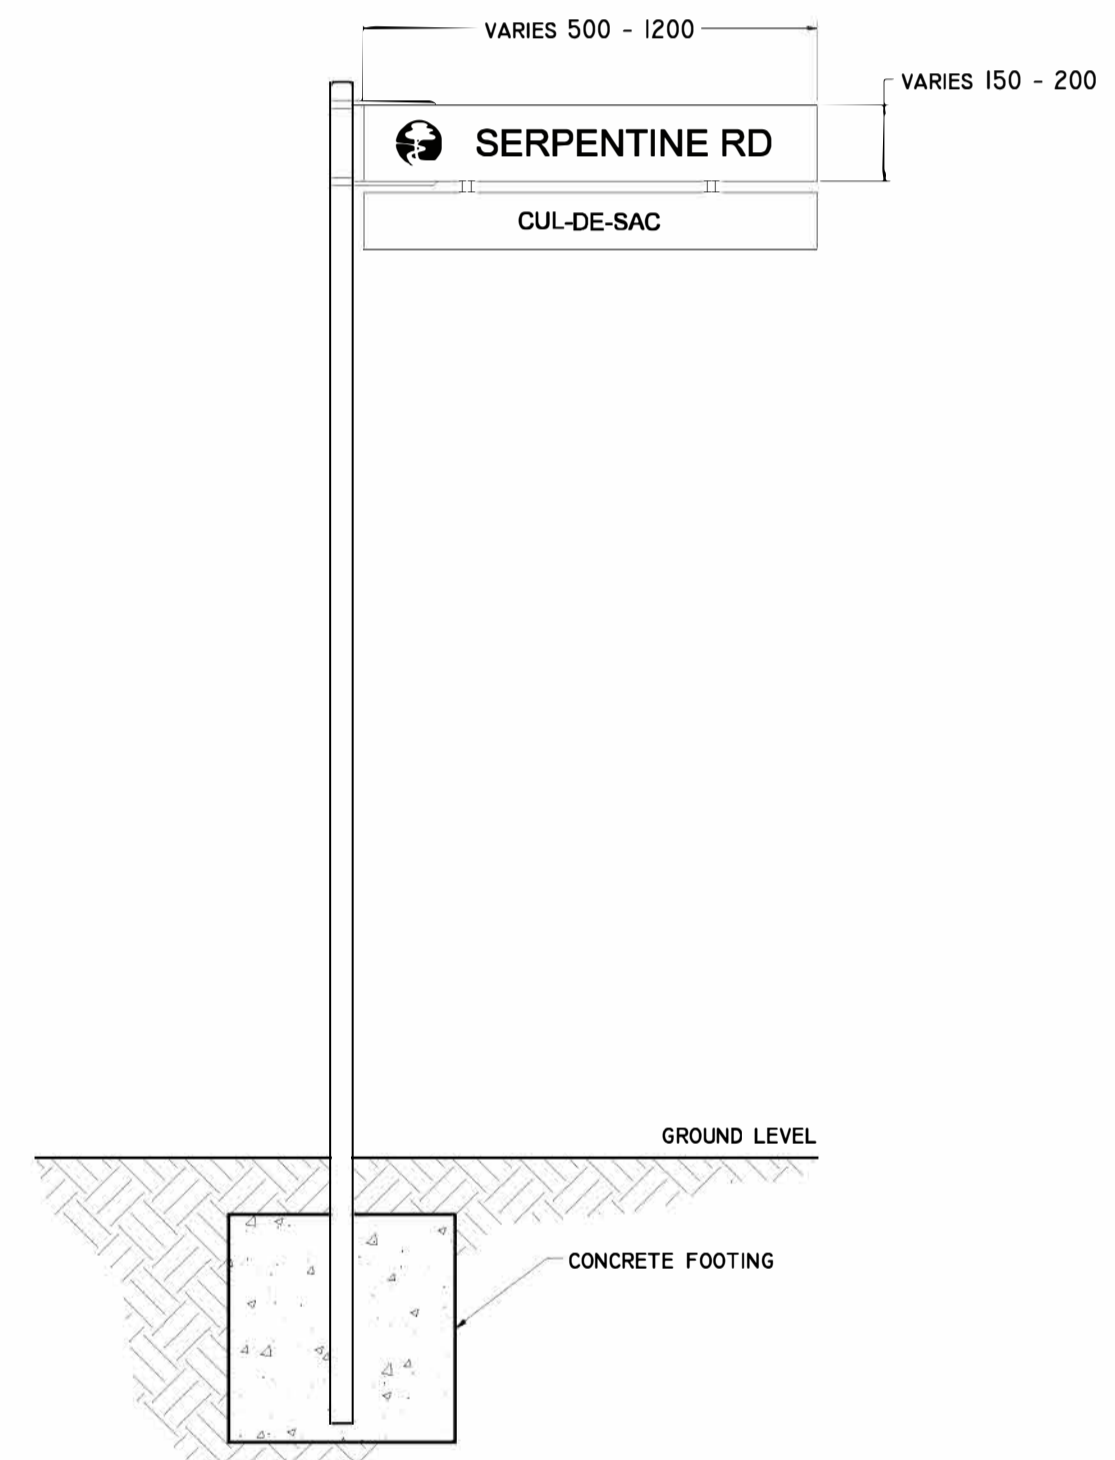 VARIES 500 - 1200
VARIES 150 - 200
SERPENTINE RD
CUL-DE-SAC
GROUND LEVEL
CONCRETE FOOTING